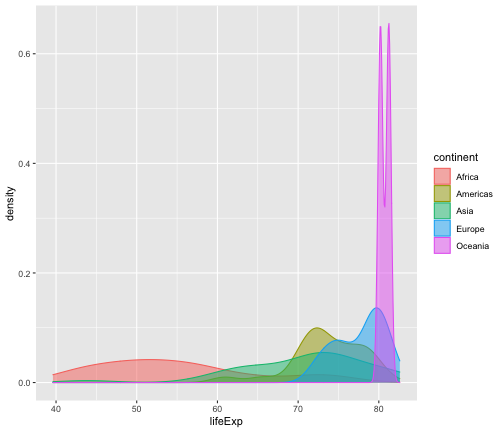 0.6
0.4
0.2
0.0
density
40
50
60
70
80
lifeExp
continent
Africa
Americas
Asia
Europe
Oceania